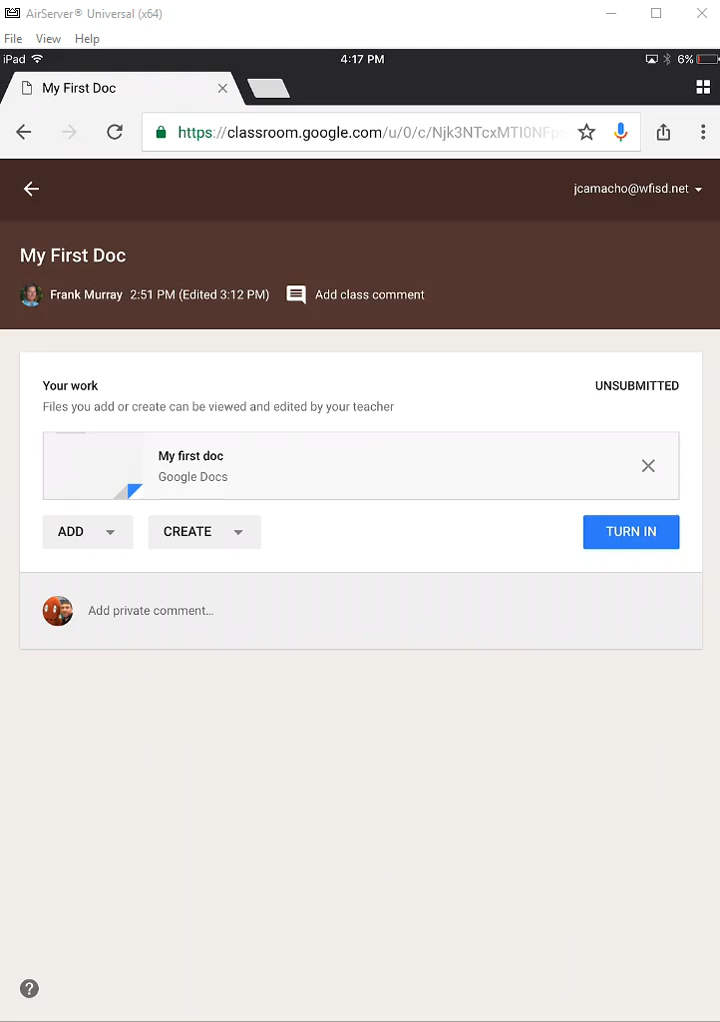 AirServer® Universal (x64)
File View Help
iPad 4:17 PM 6%
My First Doc
https://classroom.google.com/u/0/c/Njk3NTcxMTI0NFp
jcamacho@wfisd.net
My First Doc
Frank Murray 2:51 PM (Edited 3:12 PM) Add class comment
Your work UNSUBMITTED
Files you add or create can be viewed and edited by your teacher
My first doc
Google Docs
ADD CREATE TURN IN
Add private comment...
?